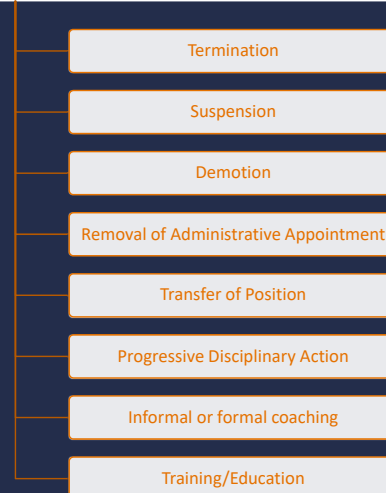 Termination
Suspension
Demotion
Removal of Administrative Appointment
Transfer of Position
Progressive Disciplinary Action
Informal or formal coaching
Training/Education